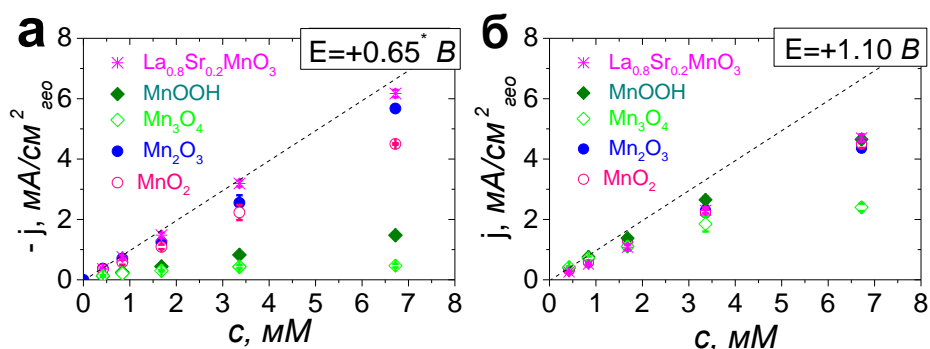 а
E=+0.65* В
La0.8Sr0.2MnO3
MnOOH
Mn3O4
Mn2O3
MnO2
- j, мА/см²гео
8
6
4
2
0
0 1 2 3 4 5 6 7 8
c, мМ
б
E=+1.10 В
La0.8Sr0.2MnO3
MnOOH
Mn3O4
Mn2O3
MnO2
j, мА/см²гео
8
6
4
2
0
0 1 2 3 4 5 6 7 8
c, мМ